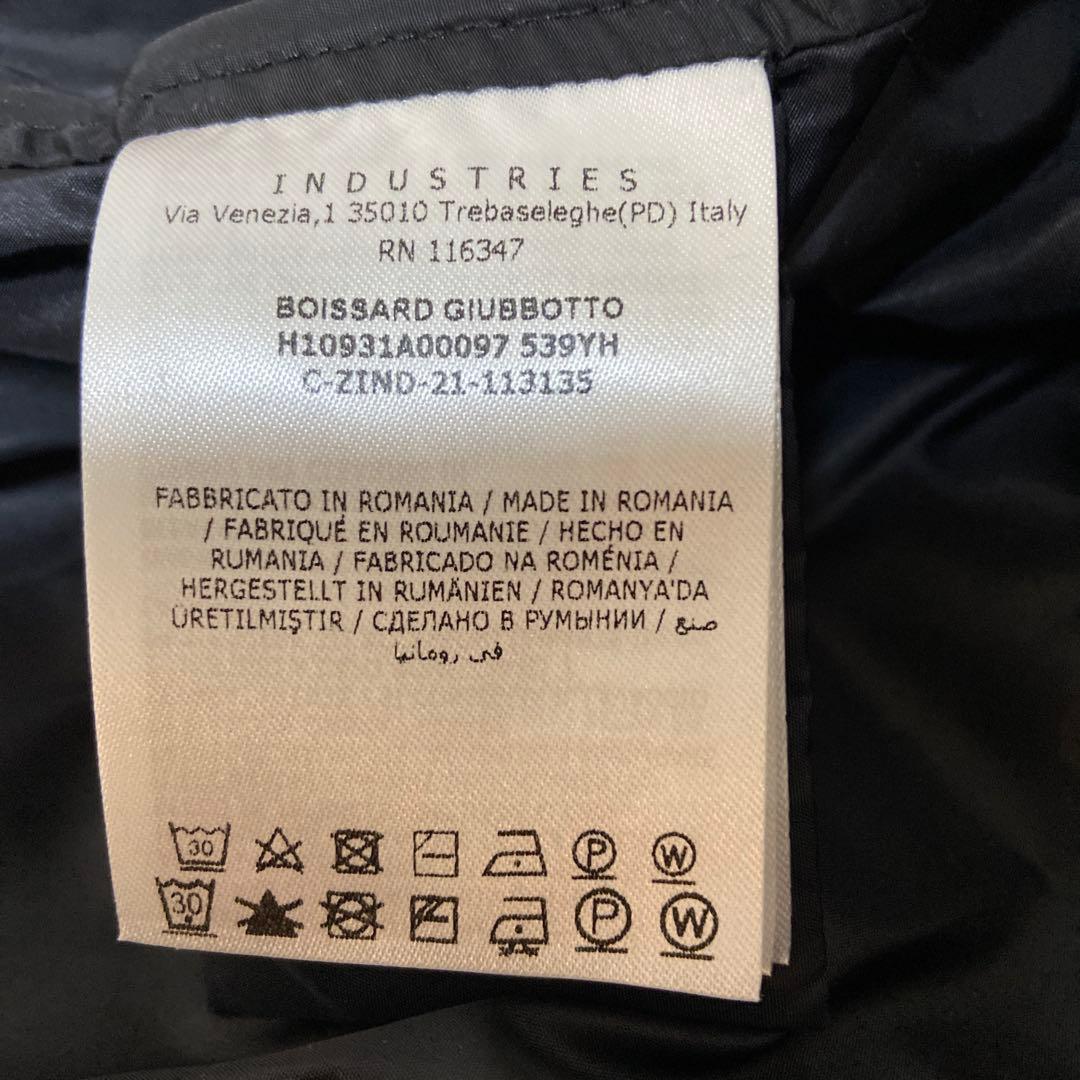 INDUSTRIES
Via Venezia,1 35010 Trebaseleghe(PD) Italy
RN 116347
BOISSARD GIUBBOTTO
H10931A00097 539YH
C-ZIND-21-113135
FABBRICATO IN ROMANIA / MADE IN ROMANIA
/ FABRIQUÉ EN ROUMANIE / HECHO EN
RUMANIA / FABRICADO NA ROMÉNIA /
HERGESTELLT IN RUMÄNIEN / ROMANYA'DA
ÜRETILMIŞTIR / СДЕЛАНО В РУМЫНИИ / صنع
في رومانيا
30 P W
30 P W